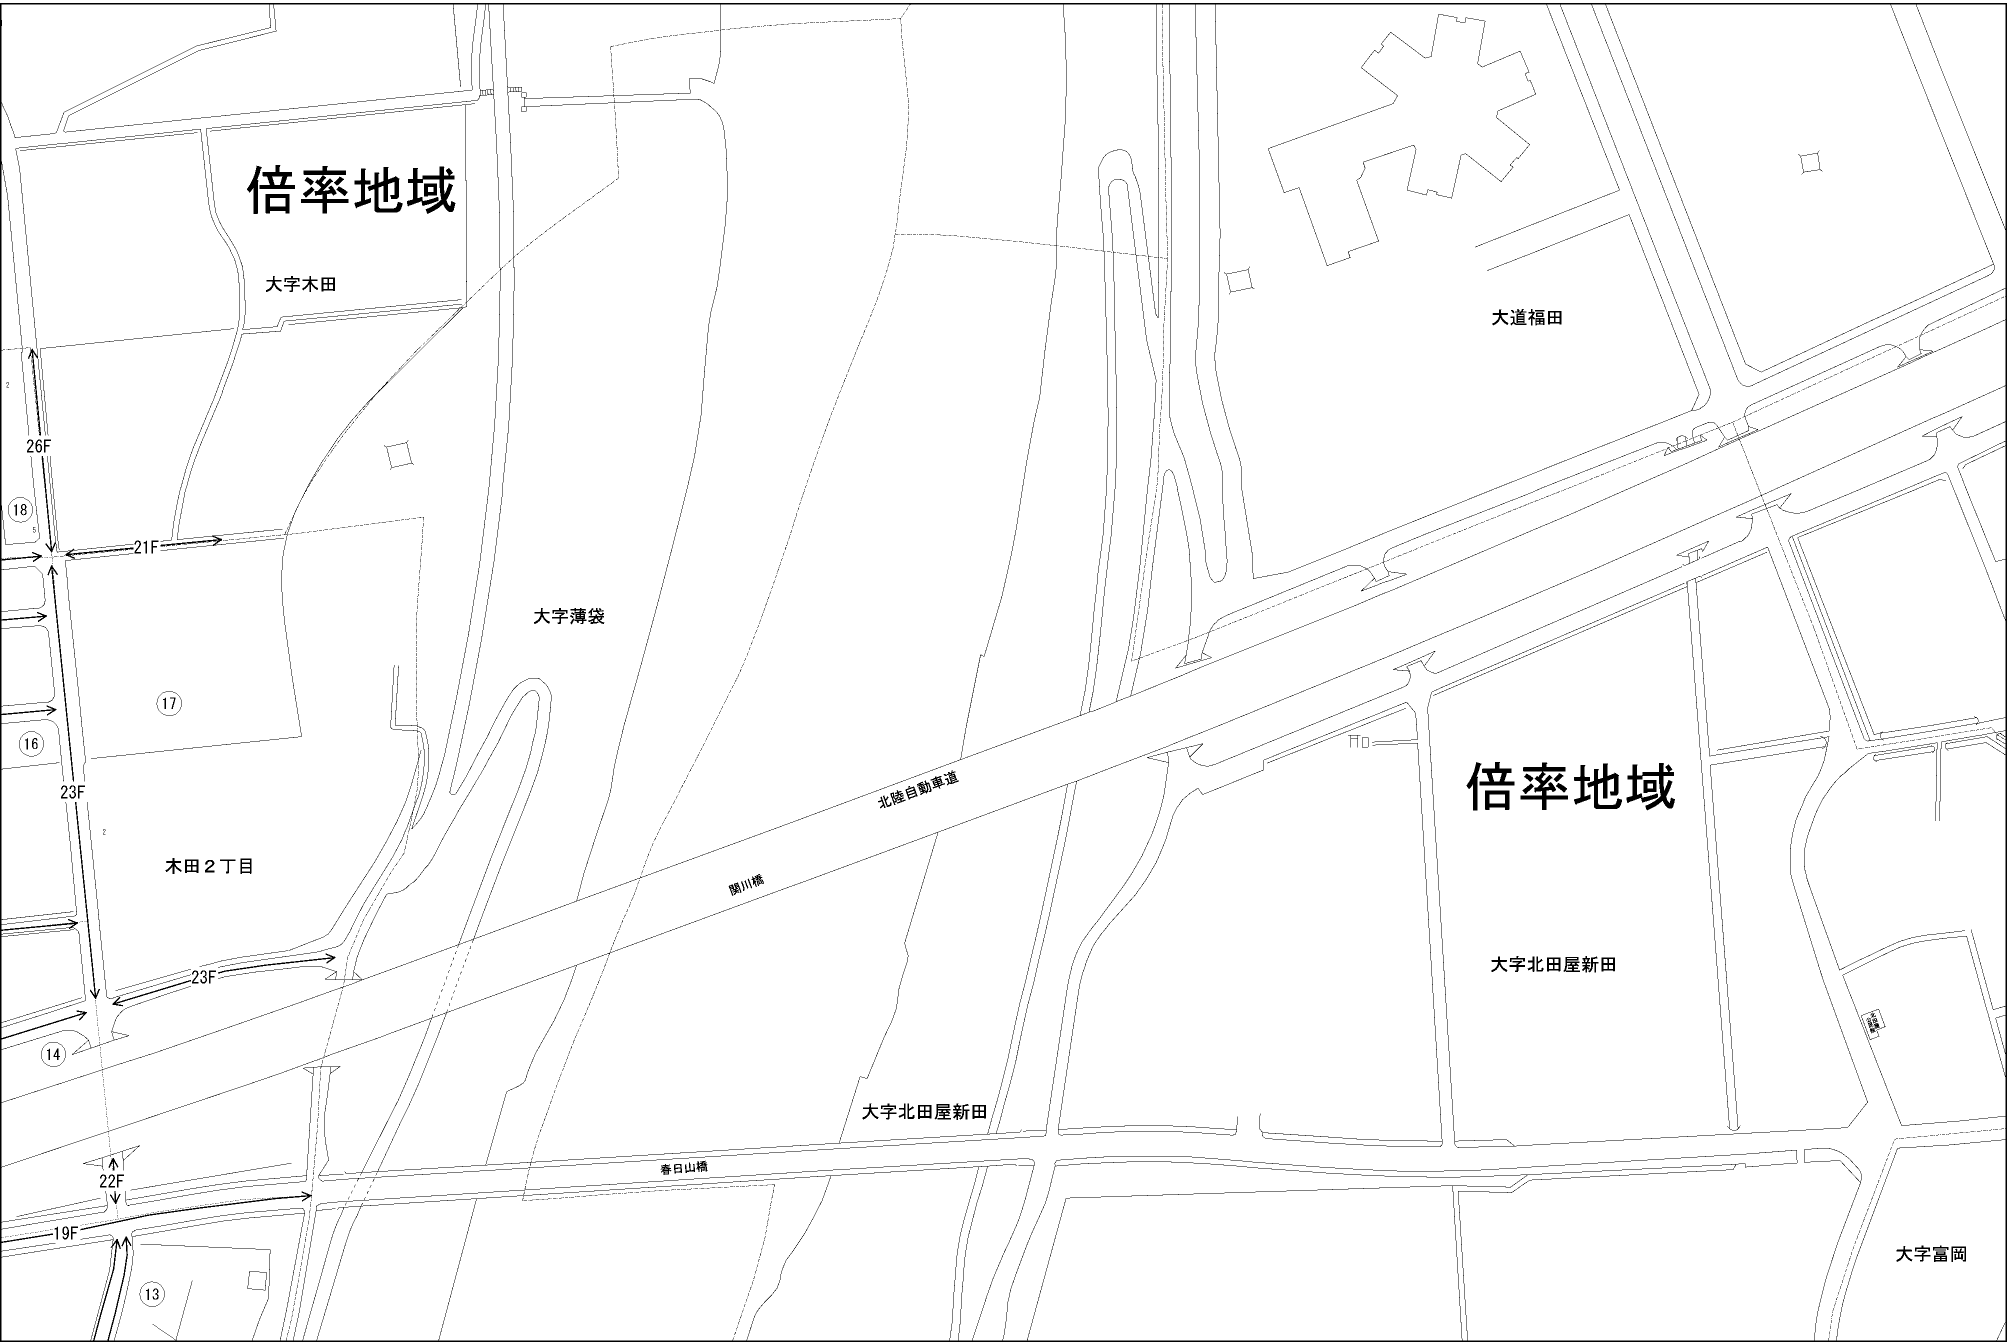 倍率地域
大字木田
大道福田
2
26F
18
5
21F
大字薄袋
17
16
23F
倍率地域
北陸自動車道
2
木田2丁目
関川橋
23F
大字北田屋新田
14
大字北田屋新田
春日山橋
22F
19F
大字富岡
13